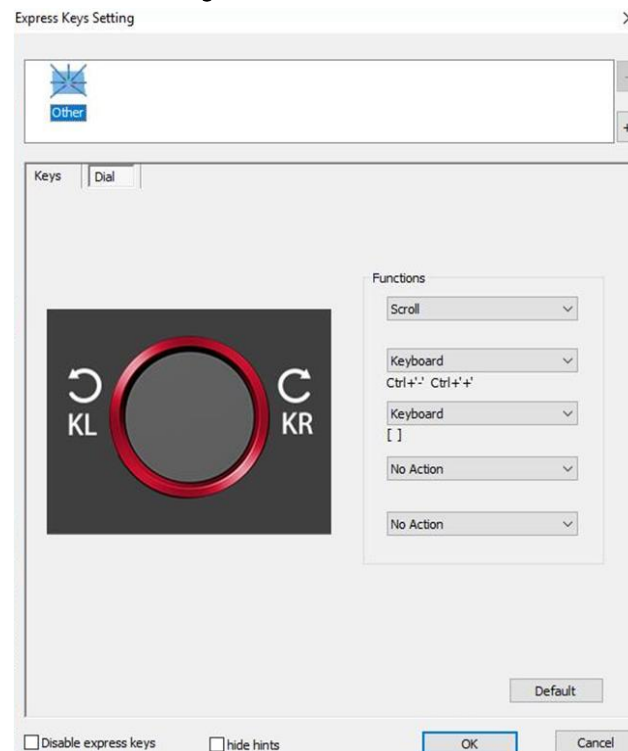 Express Keys Setting
Other
Keys Dial
Functions
Scroll
Keyboard
Ctrl+'-' Ctrl+'+'
Keyboard
[ ]
No Action
No Action
KL KR
Default
Disable express keys hide hints OK Cancel